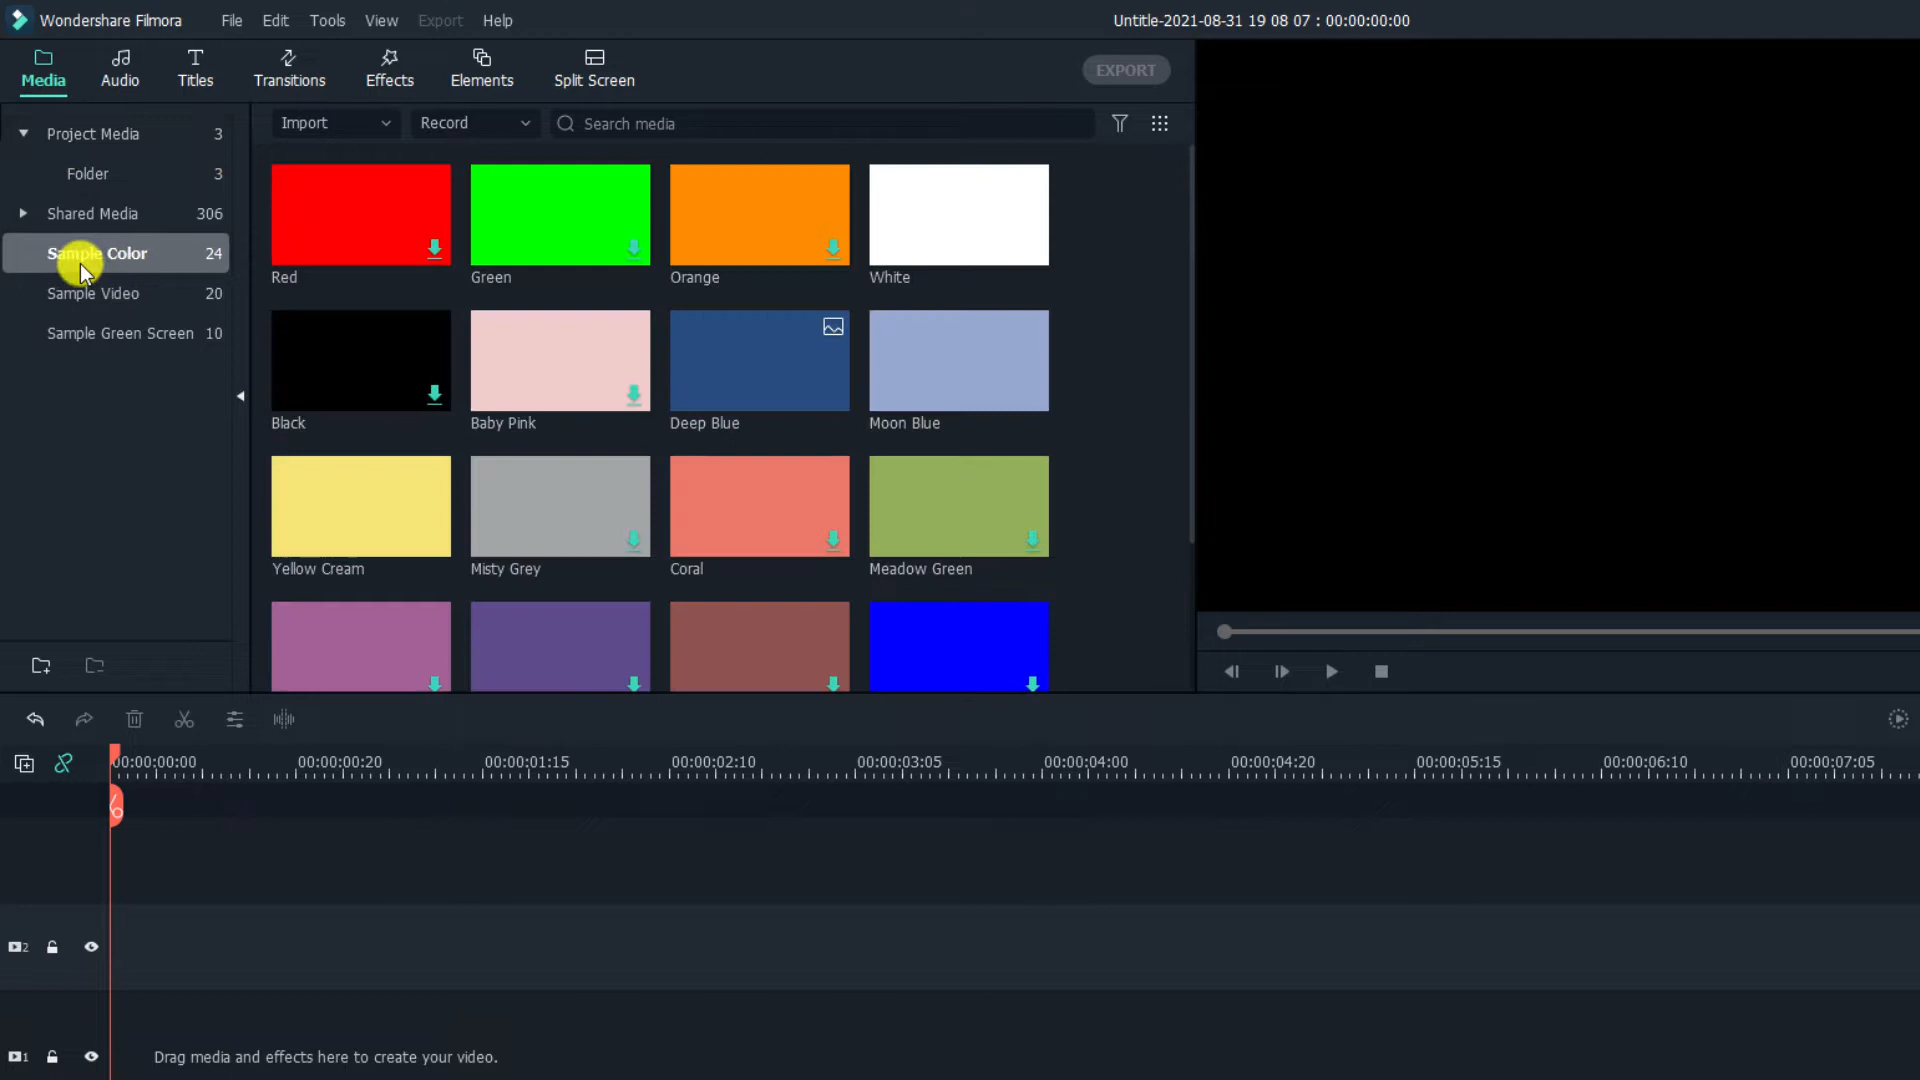 Wondershare Filmora File Edit Tools View Export Help Untitle-2021-08-31 19 08 07 : 00:00:00:00
Media Audio Titles Transitions Effects Elements Split Screen EXPORT
Project Media 3
Folder 3
Shared Media 306
Sample Color 24
Sample Video 20
Sample Green Screen 10
Import Record Search media
Red Green Orange White
Black Baby Pink Deep Blue Moon Blue
Yellow Cream Misty Grey Coral Meadow Green
00:00:00:00 00:00:00:20 00:00:01:15 00:00:02:10 00:00:03:05 00:00:04:00 00:00:04:20 00:00:05:15 00:00:06:10 00:00:07:05
2
1 Drag media and effects here to create your video.